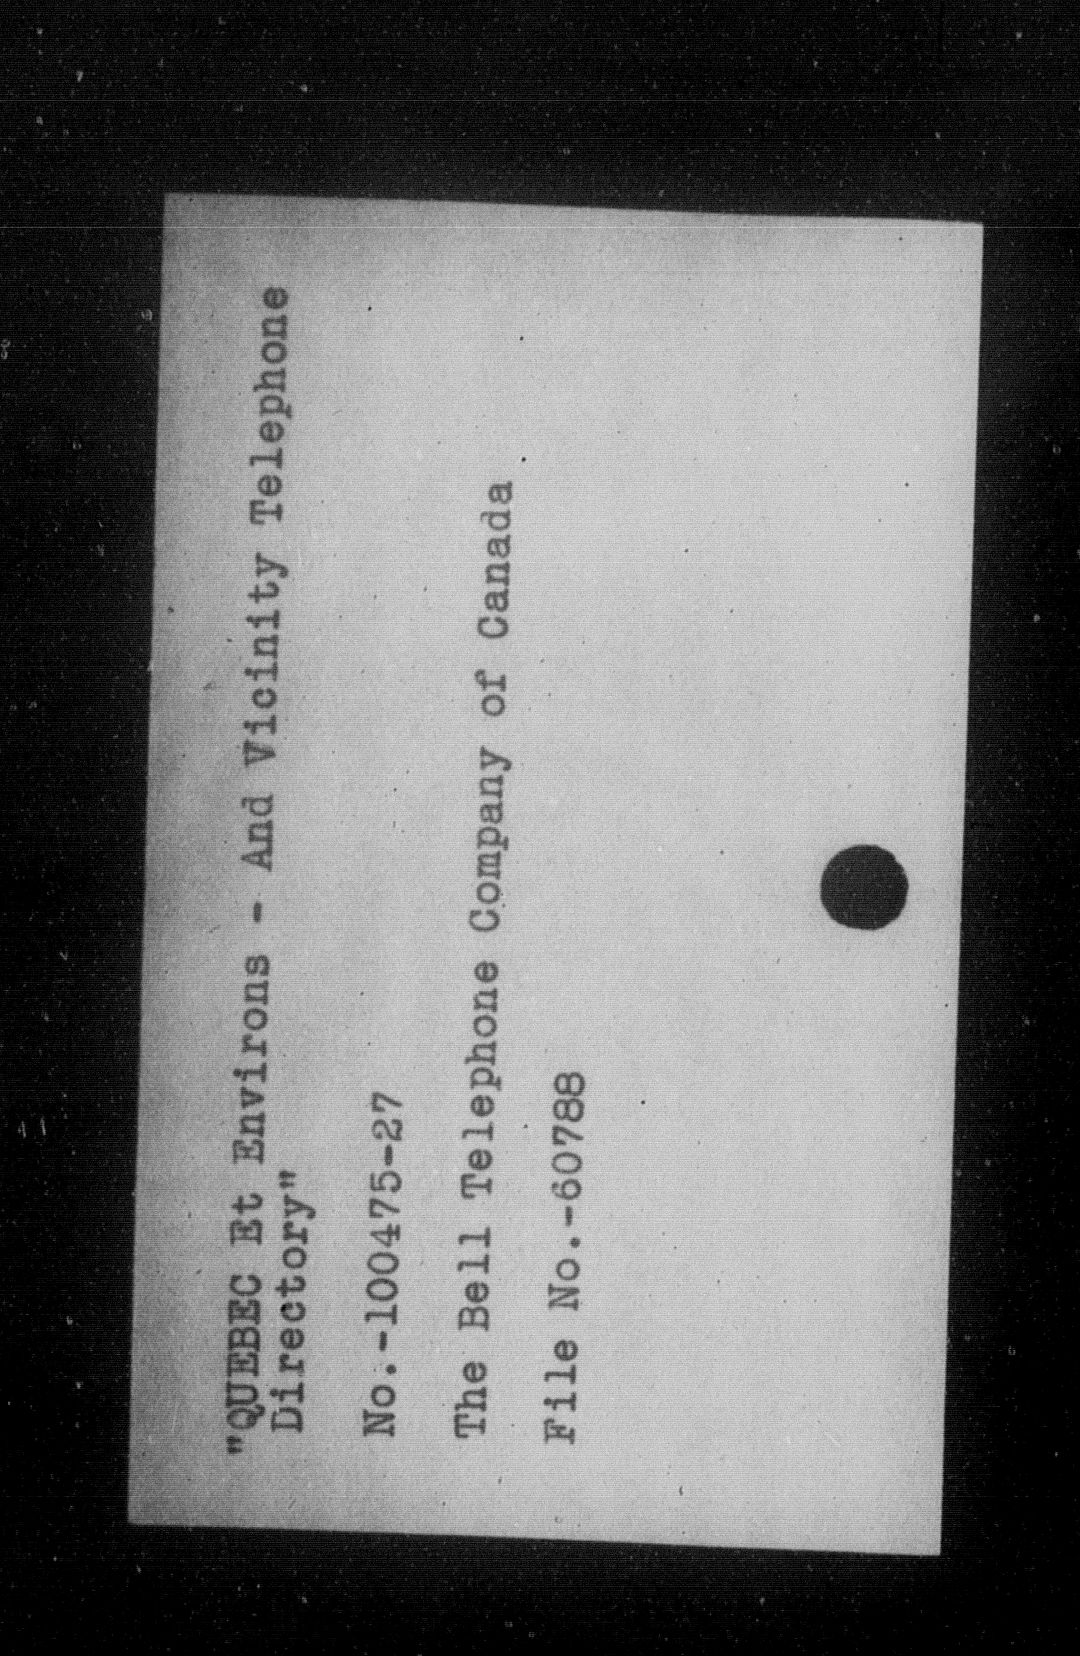 "QUEBEC Et Environs - And Vicinity Telephone
Directory"
No.-100475-27
The Bell Telephone Company of Canada
File No.-60788